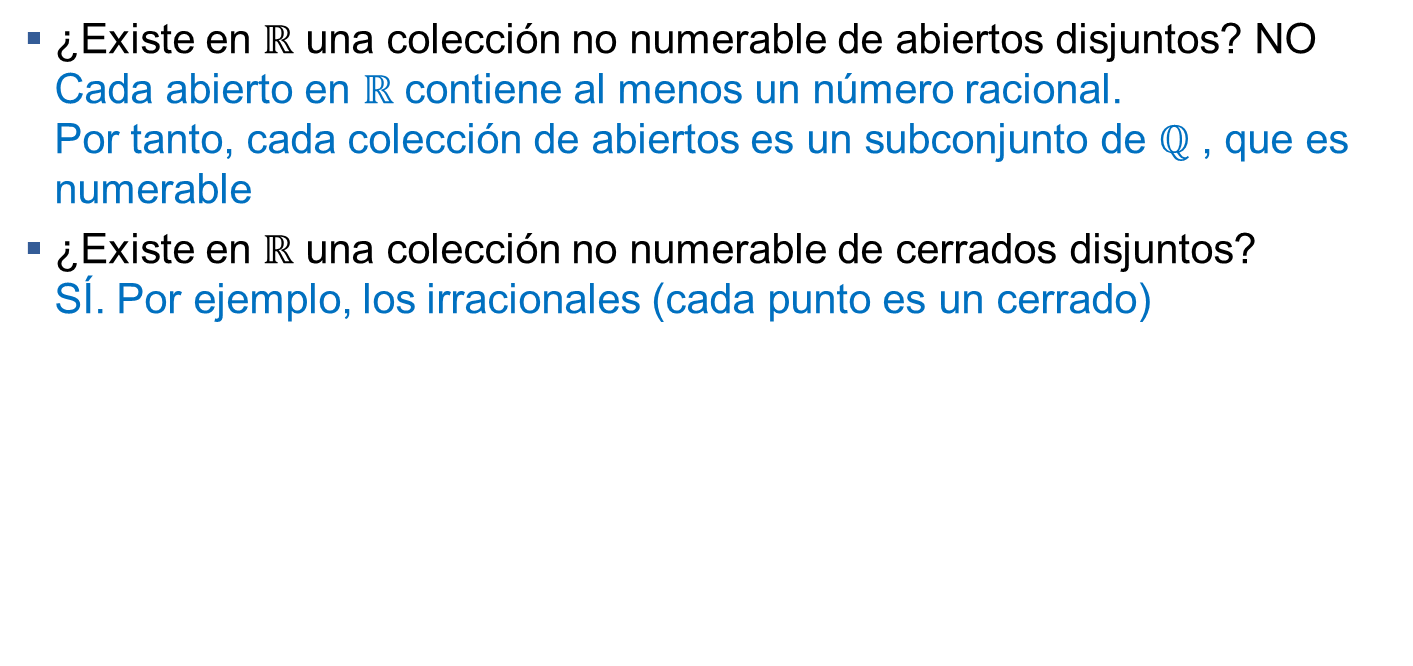 ▪ ¿Existe en ℝ una colección no numerable de abiertos disjuntos? NO
Cada abierto en ℝ contiene al menos un número racional.
Por tanto, cada colección de abiertos es un subconjunto de ℚ , que es
numerable
▪ ¿Existe en ℝ una colección no numerable de cerrados disjuntos?
SÍ. Por ejemplo, los irracionales (cada punto es un cerrado)